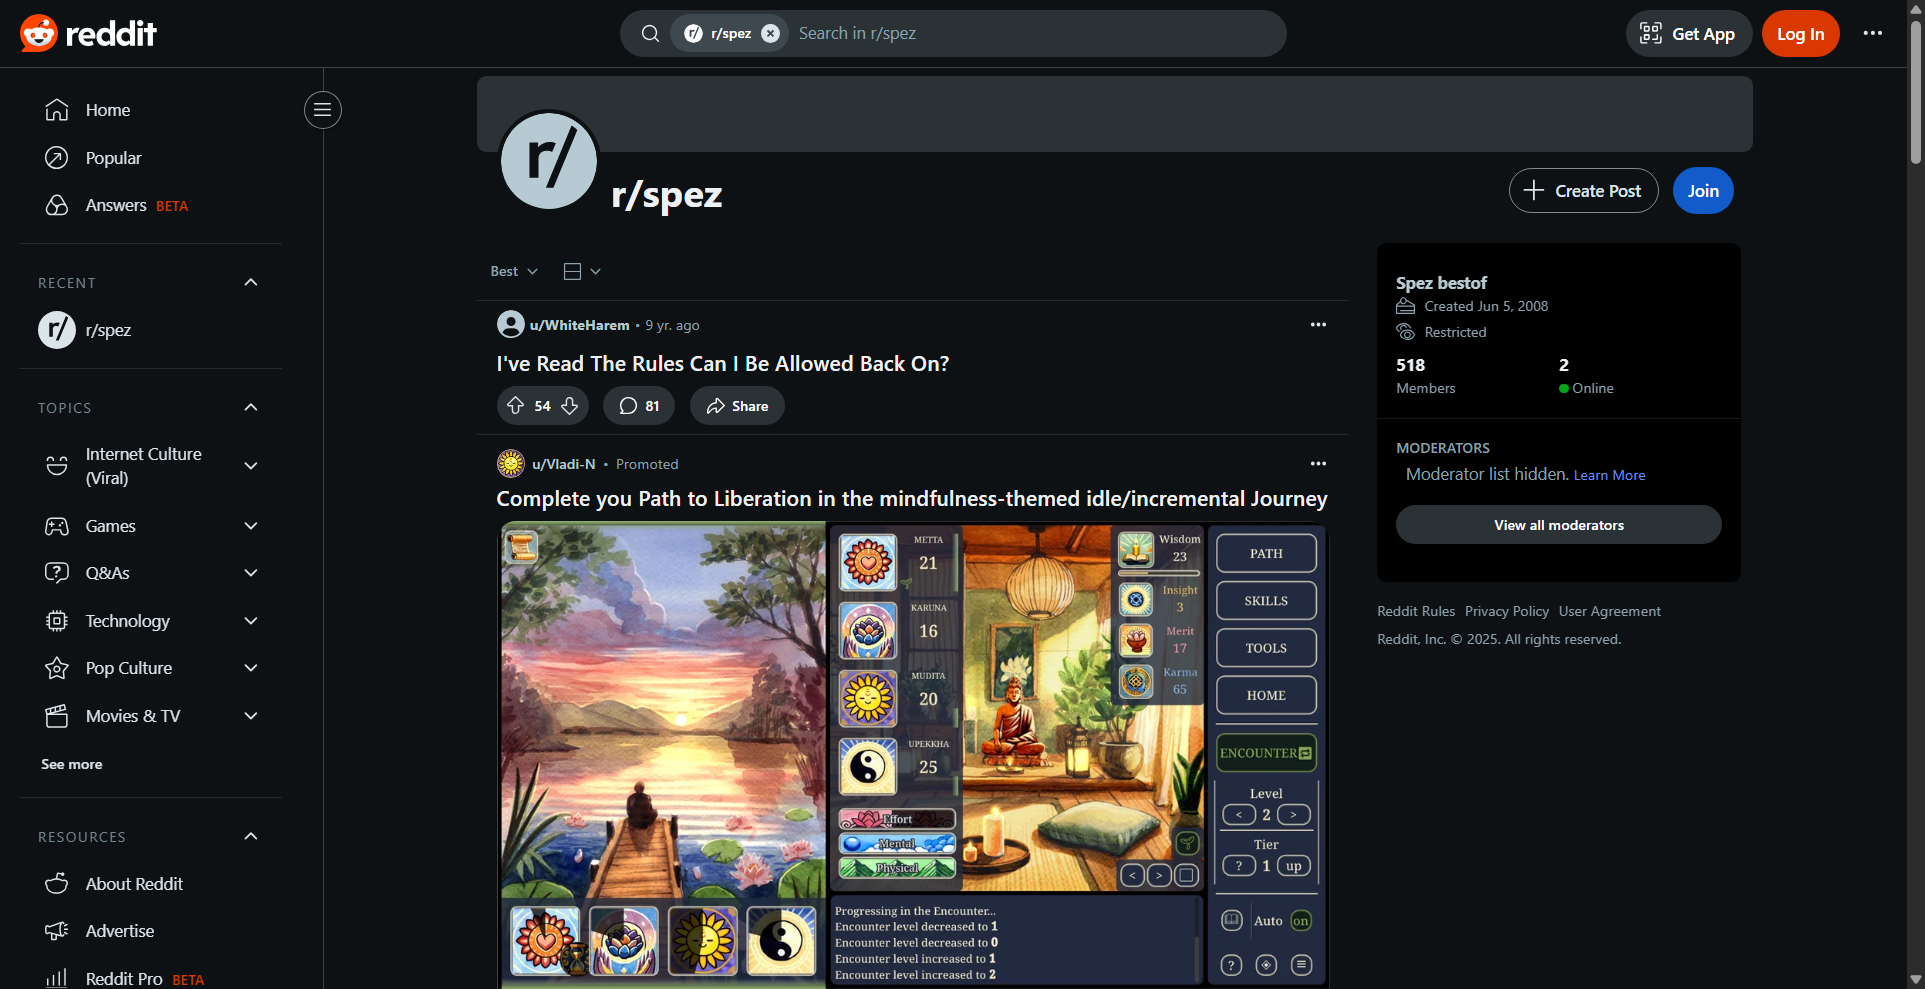 reddit
r/ r/spez Search in r/spez
Get App
Log In
Home
Popular
Answers BETA
RECENT
r/ r/spez
TOPICS
Internet Culture
(Viral)
Games
Q&As
Technology
Pop Culture
Movies & TV
See more
RESOURCES
About Reddit
Advertise
Reddit Pro BETA
r/
r/spez
Create Post
Join
Best
u/WhiteHarem • 9 yr. ago
I've Read The Rules Can I Be Allowed Back On?
54
81
Share
u/Vladi-N • Promoted
Complete you Path to Liberation in the mindfulness-themed idle/incremental Journey
METTA
21
KARUNA
16
MUDITA
20
UPEKKHA
25
Effort
Mental
Physical
Wisdom
23
Insight
3
Merit
17
Karma
65
< >
Progressing in the Encounter...
Encounter level decreased to 1
Encounter level decreased to 0
Encounter level increased to 1
Encounter level increased to 2
PATH
SKILLS
TOOLS
HOME
ENCOUNTER
Level
< 2 >
Tier
? 1 up
Auto on
?
Spez bestof
Created Jun 5, 2008
Restricted
518
Members
2
Online
MODERATORS
Moderator list hidden. Learn More
View all moderators
Reddit Rules Privacy Policy User Agreement
Reddit, Inc. © 2025. All rights reserved.